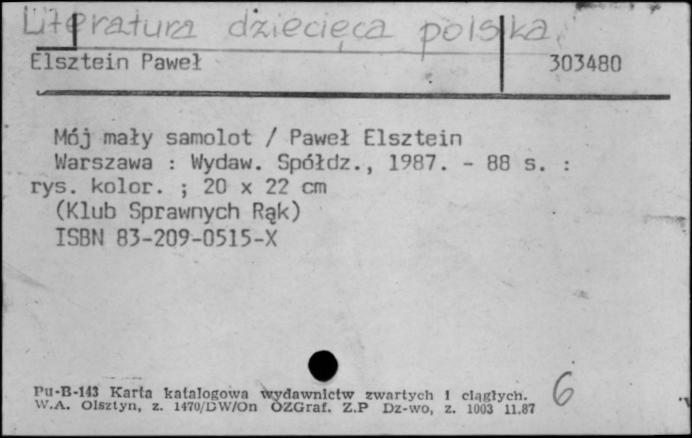 Literatura dziecięca polska
Elsztein Paweł 303480
Mój mały samolot / Paweł Elsztein
Warszawa : Wydaw. Spółdz., 1987. - 88 s. :
rys. kolor. ; 20 x 22 cm
(Klub Sprawnych Rąk)
ISBN 83-209-0515-X
Pu-B-143 Karta katalogowa wydawnictw zwartych i ciągłych. 6
W.A. Olsztyn, z. 1470/DW/On OZGraf. Z.P Dz-wo, z. 1003 11.87